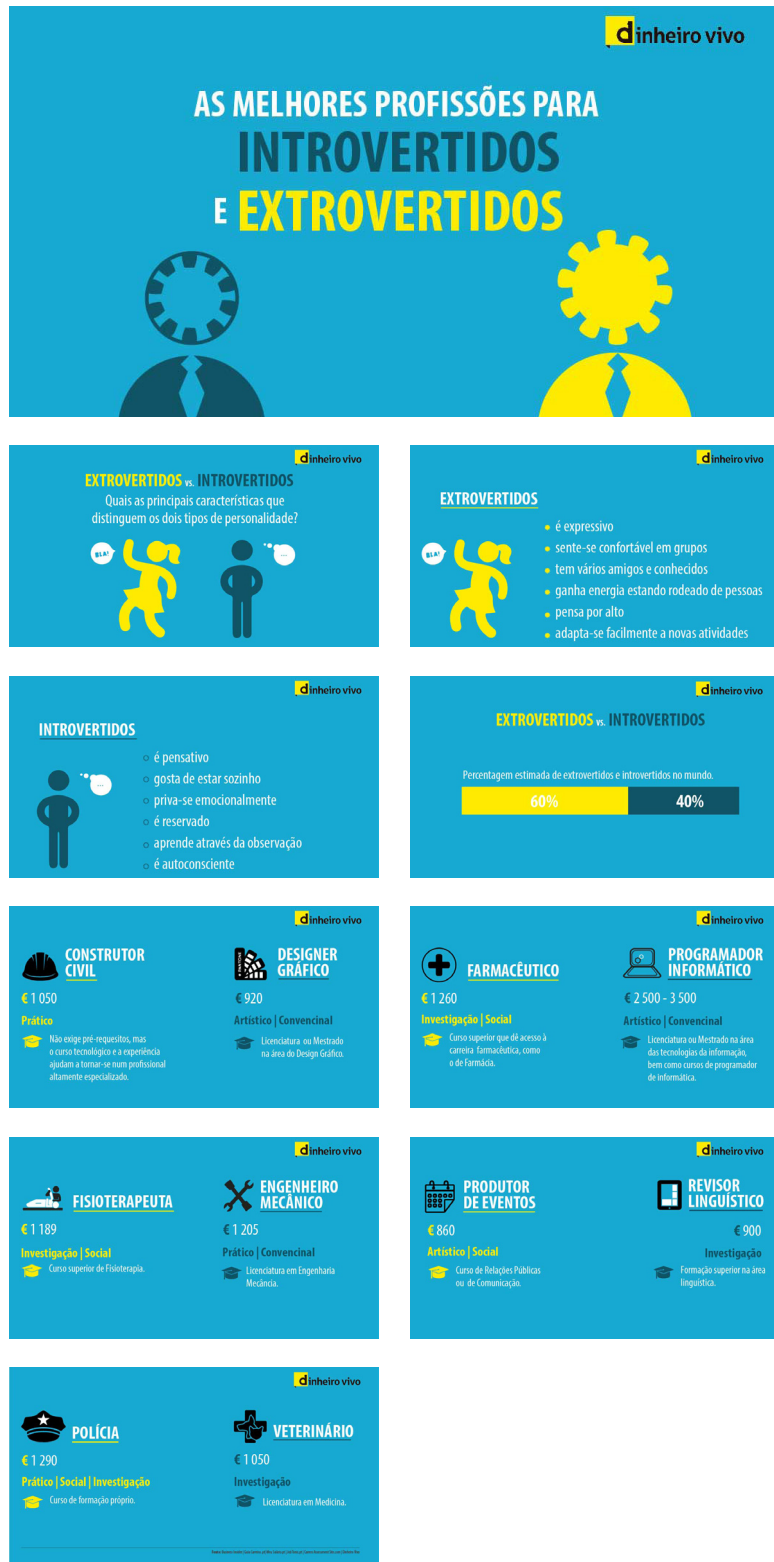 dinheiro vivo
AS MELHORES PROFISSÕES PARA
INTROVERTIDOS
E EXTROVERTIDOS
dinheiro vivo
EXTROVERTIDOS vs. INTROVERTIDOS
Quais as principais características que
distinguem os dois tipos de personalidade?
BLA!
...
dinheiro vivo
EXTROVERTIDOS
BLA!
é expressivo
sente-se confortável em grupos
tem vários amigos e conhecidos
ganha energia estando rodeado de pessoas
pensa por alto
adapta-se facilmente a novas atividades
dinheiro vivo
INTROVERTIDOS
...
é pensativo
gosta de estar sozinho
priva-se emocionalmente
é reservado
aprende através da observação
é autoconsciente
dinheiro vivo
EXTROVERTIDOS vs. INTROVERTIDOS
Percentagem estimada de extrovertidos e introvertidos no mundo.
60% 40%
dinheiro vivo
CONSTRUTOR
CIVIL
€ 1 050
Prático
Não exige pré-requesitos, mas
o curso tecnológico e a experiência
ajudam a tornar-se num profissional
altamente especializado.
DESIGNER
GRÁFICO
€ 920
Artístico | Convencinal
Licenciatura ou Mestrado
na área do Design Gráfico.
dinheiro vivo
FARMACÊUTICO
€ 1 260
Investigação | Social
Curso superior que dê acesso à
carreira farmacêutica, como
o de Farmácia.
PROGRAMADOR
INFORMÁTICO
€ 2 500 - 3 500
Artístico | Convencinal
Licenciatura ou Mestrado na área
das tecnologias da informação,
bem como cursos de programador
de informática.
dinheiro vivo
FISIOTERAPEUTA
€ 1 189
Investigação | Social
Curso superior de Fisioterapia.
ENGENHEIRO
MECÂNICO
€ 1 205
Prático | Convencinal
Licenciatura em Engenharia
Mecância.
dinheiro vivo
PRODUTOR
DE EVENTOS
€ 860
Artístico | Social
Curso de Relações Públicas
ou de Comunicação.
REVISOR
LINGUÍSTICO
€ 900
Investigação
Formação superior na área
linguística.
dinheiro vivo
POLÍCIA
€ 1 290
Prático | Social | Investigação
Curso de formação próprio.
VETERINÁRIO
€ 1 050
Investigação
Licenciatura em Medicina.